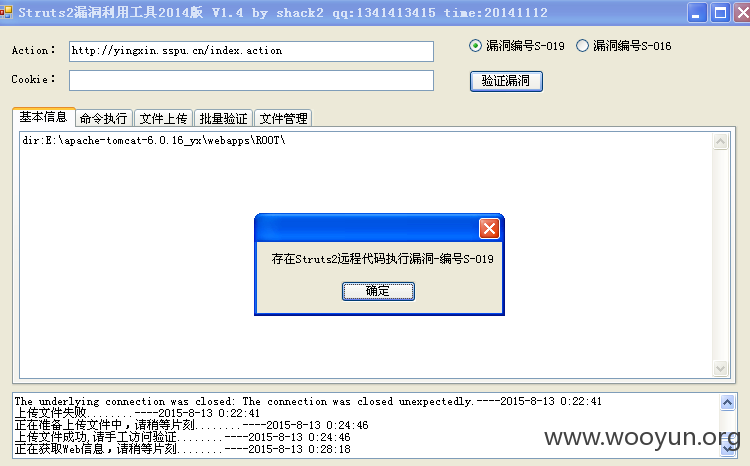 Struts2漏洞利用工具2014版 V1.4 by shack2 qq:1341413415 time:20141112
Action: http://yingxin.sspu.cn/index.action
漏洞编号S-019 漏洞编号S-016
Cookie:
验证漏洞
基本信息 命令执行 文件上传 批量验证 文件管理
dir:E:\apache-tomcat-6.0.16_yx\webapps\ROOT\
存在Struts2远程代码执行漏洞-编号S-019
确定
The underlying connection was closed: The connection was closed unexpectedly.----2015-8-13 0:22:41
上传文件失败........----2015-8-13 0:22:41
正在准备上传文件中，请稍等片刻........----2015-8-13 0:24:46
上传文件成功,请手工访问验证........----2015-8-13 0:24:46
正在获取Web信息，请稍等片刻........----2015-8-13 0:28:18
www.wooyun.org